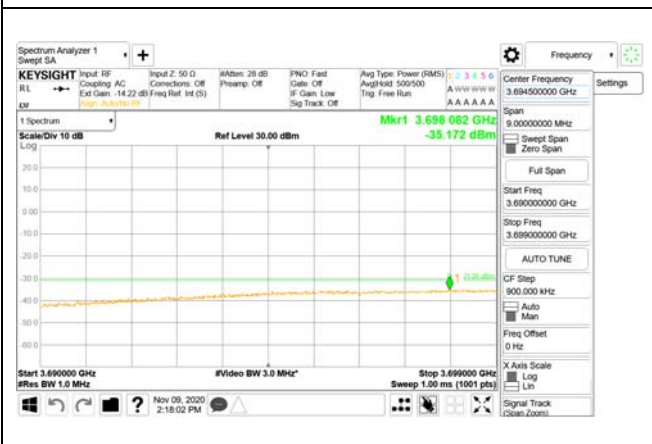 Spectrum Analyzer 1
Swept SA
Frequency
KEYSIGHT
RL
Input: RF
Coupling: AC
Ext Gain: -14.22 dB
Align: Auto/No RF
Input Z: 50 Ω
Corrections: Off
Freq Ref: Int (S)
#Atten: 28 dB
Preamp: Off
PNO: Fast
Gate: Off
IF Gain: Low
Sig Track: Off
Avg Type: Power (RMS)
Avg|Hold: 500/500
Trig: Free Run
1 2 3 4 5 6
A W W W W W
A A A A A A
1 Spectrum
Scale/Div 10 dB
Log
Ref Level 30.00 dBm
Mkr1 3.698 082 GHz
-35.172 dBm
20.0
10.0
0.00
-10.0
-20.0
-30.0
-40.0
-50.0
-60.0
1
Start 3.690000 GHz
#Res BW 1.0 MHz
#Video BW 3.0 MHz*
Stop 3.699000 GHz
Sweep 1.00 ms (1001 pts)
Nov 09, 2020
2:18:02 PM
Center Frequency
3.694500000 GHz
Span
9.00000000 MHz
Swept Span
Zero Span
Full Span
Start Freq
3.690000000 GHz
Stop Freq
3.699000000 GHz
AUTO TUNE
CF Step
900.000 kHz
Auto
Man
Freq Offset
0 Hz
X Axis Scale
Log
Lin
Signal Track
(Span Zoom)
Settings